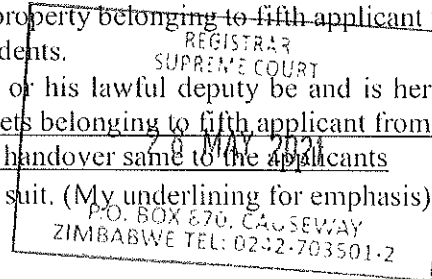 property belonging to fifth applicant
dents.
REGISTRAR
SUPREME COURT
or his lawful deputy be and is her
ets belonging to fifth applicant from
2021
MAY
handover same to the applicants
suit. (My underlining for emphasis)
P.O. BOX 870, CAUSEWAY
ZIMBABWE TEL: 0242-703501-2